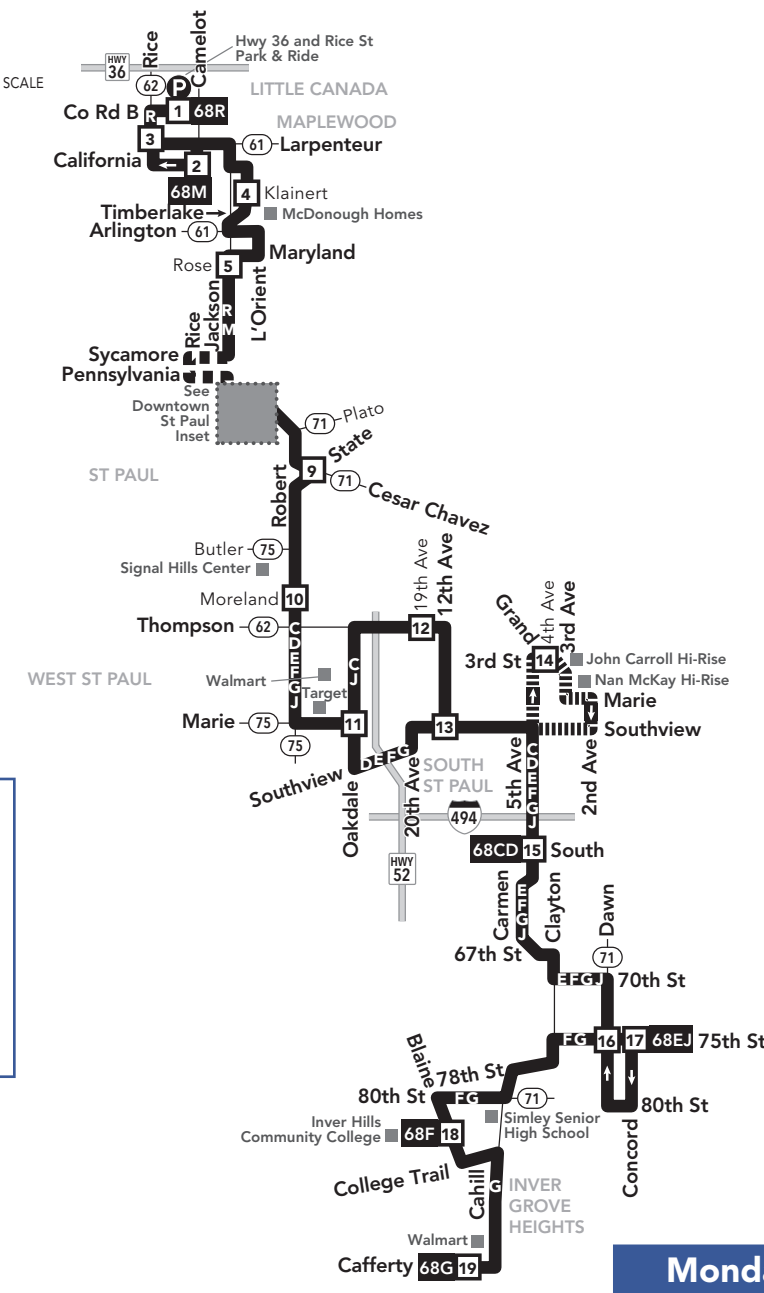 Rice
Camelot
Hwy 36 and Rice St
Park & Ride
HWY
36
SCALE
62
P
LITTLE CANADA
Co Rd B
R
1
68R
MAPLEWOOD
3
61
Larpenteur
California
2
68M
4
Klainert
Timberlake
McDonough Homes
Arlington
61
Maryland
Rose
5
L'Orient
Jackson
Rice
R
M
Sycamore
Pennsylvania
See
Downtown
St Paul
Inset
71
Plato
State
ST PAUL
9
71
Cesar Chavez
Robert
Butler
75
Signal Hills Center
19th Ave
12th Ave
Moreland
10
Grand
4th Ave
3rd Ave
Thompson
62
C
D
E
F
G
J
12
3rd St
14
John Carroll Hi-Rise
C
J
WEST ST PAUL
Walmart
Nan McKay Hi-Rise
Target
Marie
Marie
75
11
13
Southview
75
DEFG
SOUTH
ST PAUL
5th Ave
C
D
E
F
G
J
2nd Ave
Southview
Oakdale
20th Ave
494
68CD
15
South
HWY
52
Carmen
E
F
G
J
Clayton
Dawn
67th St
71
EFGJ
70th St
FG
16
17
68EJ
75th St
Blaine
78th St
80th St
FG
71
80th St
Inver Hills
Community College
68F
18
Simley Senior
High School
Concord
College Trail
Cahill
G
INVER
GROVE
HEIGHTS
Walmart
Cafferty
68G
19